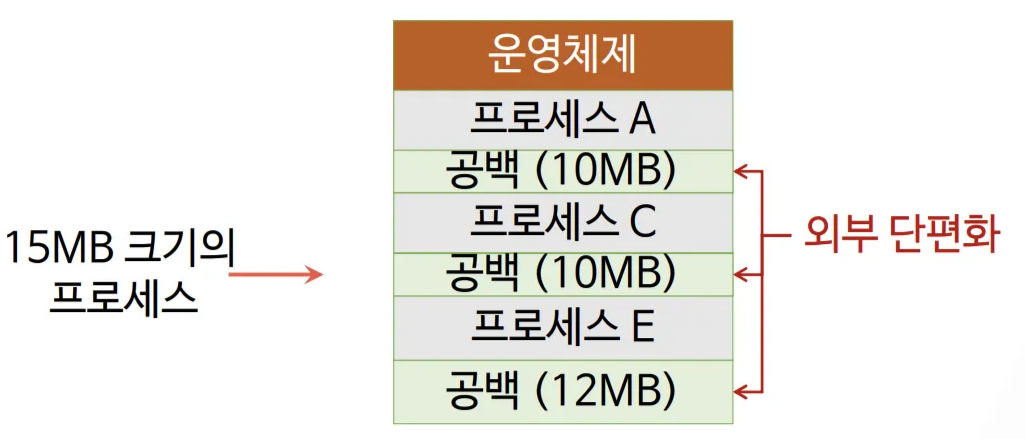 운영체제
프로세스 A
공백 (10MB)
프로세스 C
공백 (10MB)
프로세스 E
공백 (12MB)
15MB 크기의
프로세스
외부 단편화